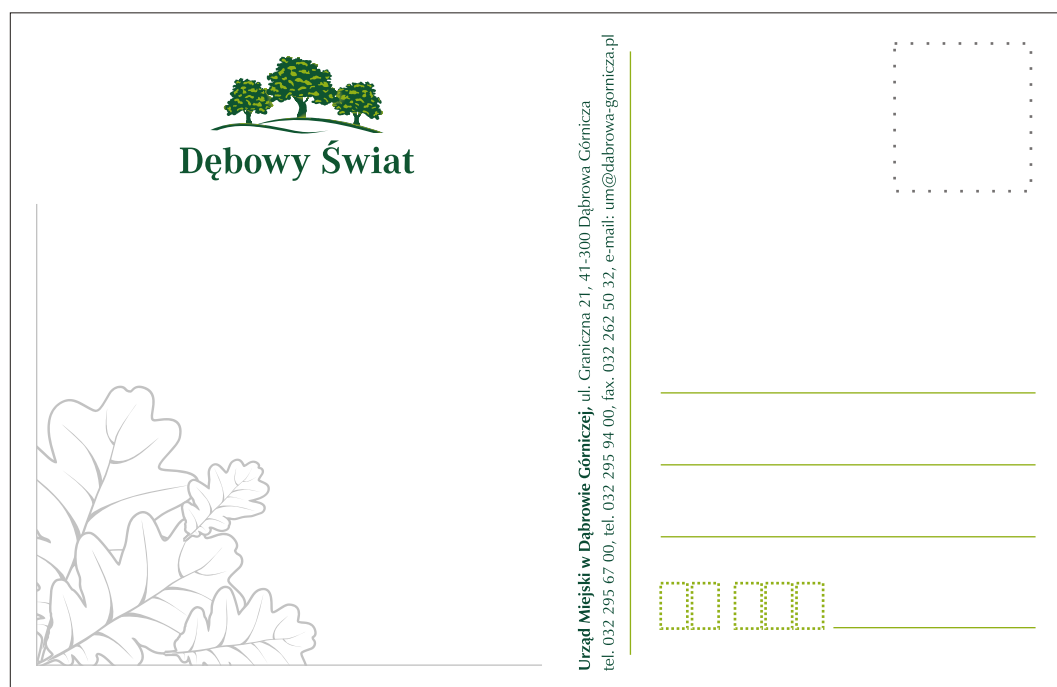 Dębowy Świat
Urząd Miejski w Dąbrowie Górniczej, ul. Graniczna 21, 41-300 Dąbrowa Górnicza
tel. 032 295 67 00, tel. 032 295 94 00, fax. 032 262 50 32, e-mail: um@dabrowa-gornicza.pl